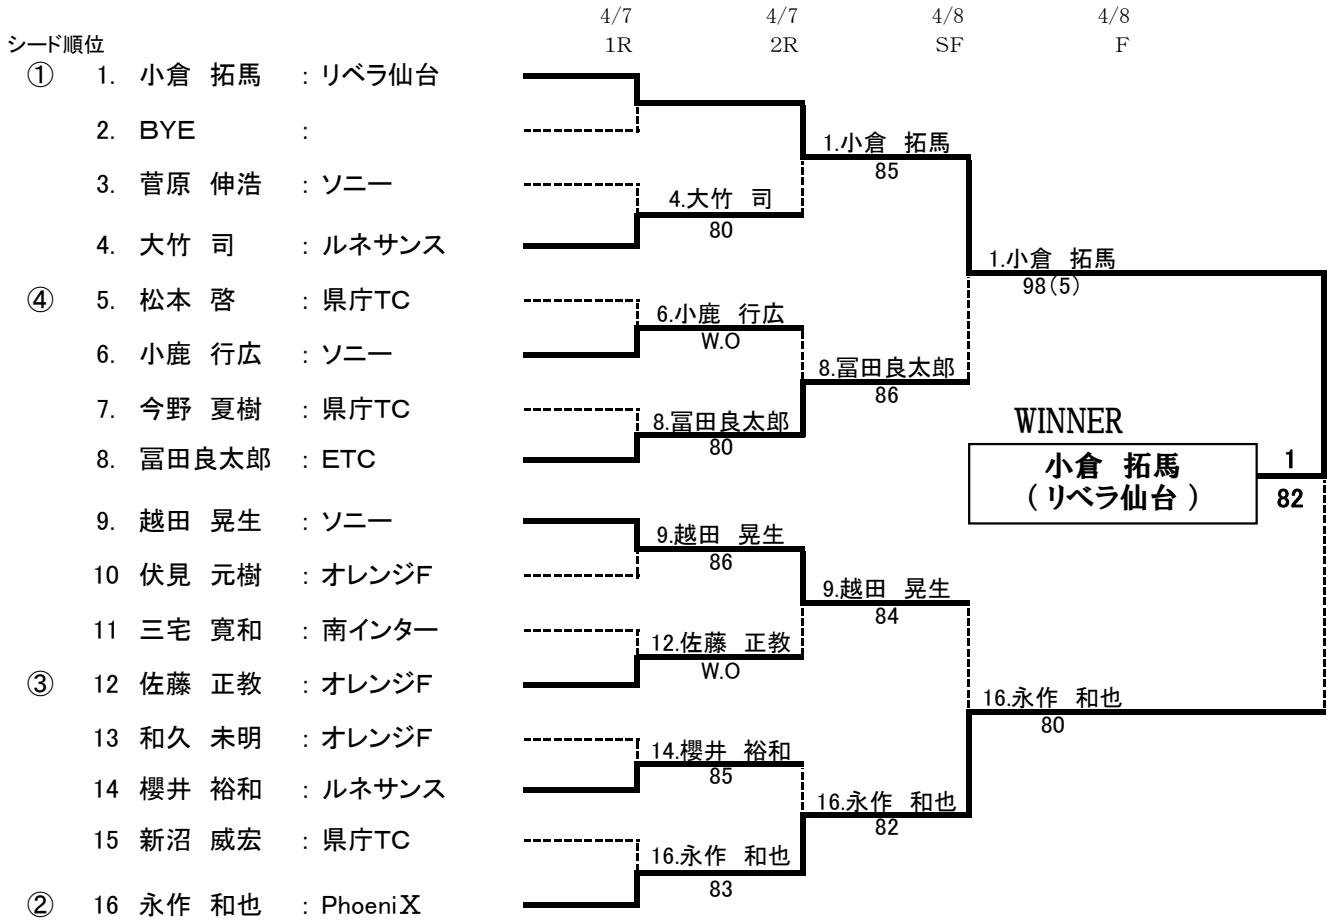 4/7 4/7 4/8 4/8
シード順位 1R 2R SF F
① 1. 小倉 拓馬 : リベラ仙台
2. BYE :
1.小倉 拓馬
85
3. 菅原 伸浩 : ソニー
4.大竹 司
80
4. 大竹 司 : ルネサンス
1.小倉 拓馬
98(5)
④ 5. 松本 啓 : 県庁TC
6.小鹿 行広
W.O
6. 小鹿 行広 : ソニー
8.冨田良太郎
86
7. 今野 夏樹 : 県庁TC
8.冨田良太郎
80
8. 冨田良太郎 : ETC
WINNER
小倉 拓馬
(リベラ仙台)
1
82
9. 越田 晃生 : ソニー
9.越田 晃生
86
10 伏見 元樹 : オレンジF
9.越田 晃生
84
11 三宅 寛和 : 南インター
12.佐藤 正教
W.O
③ 12 佐藤 正教 : オレンジF
16.永作 和也
80
13 和久 未明 : オレンジF
14.櫻井 裕和
85
14 櫻井 裕和 : ルネサンス
16.永作 和也
82
15 新沼 威宏 : 県庁TC
16.永作 和也
83
② 16 永作 和也 : PhoeniX